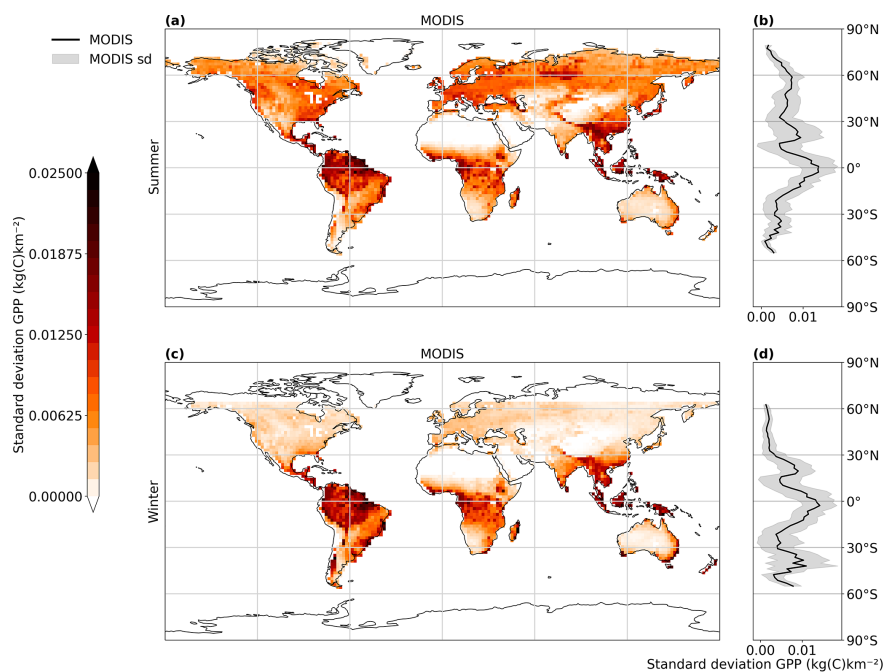 (a)
MODIS
(b)
MODIS
MODIS sd
90°N
60°N
30°N
0°
30°S
60°S
90°S
0.00
0.01
Summer
0.02500
0.01875
0.01250
0.00625
0.00000
Standard deviation GPP (kg(C)km⁻²)
(c)
MODIS
(d)
90°N
60°N
30°N
0°
30°S
60°S
90°S
0.00
0.01
Winter
Standard deviation GPP (kg(C)km⁻²)